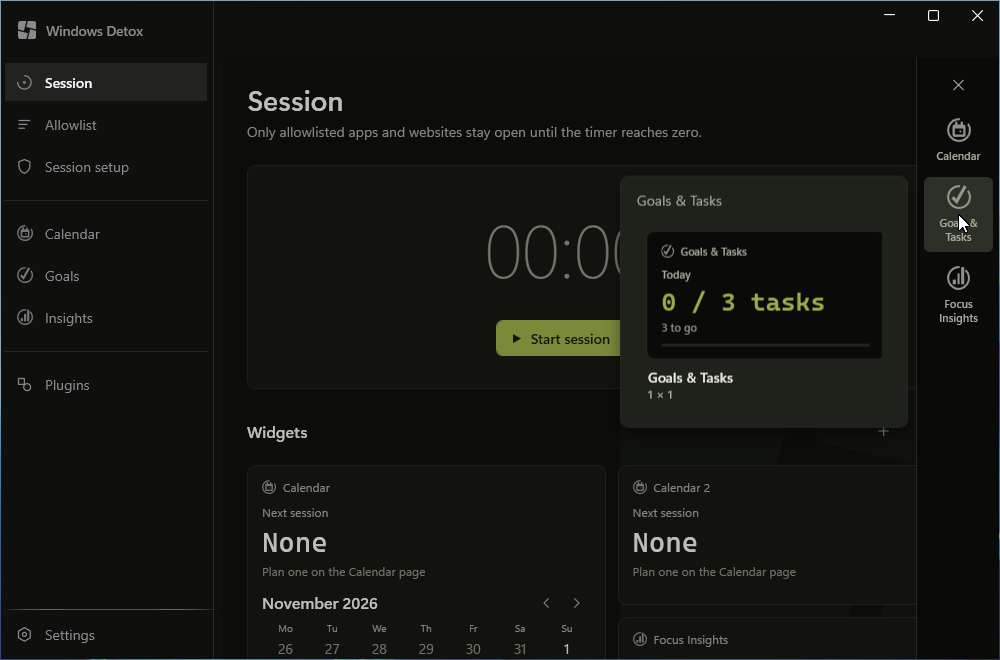 Windows Detox
Session
Allowlist
Session setup
Calendar
Goals
Insights
Plugins
Settings
Session
Only allowlisted apps and websites stay open until the timer reaches zero.
00:0
Start session
Goals & Tasks
Goals & Tasks
Today
0 / 3 tasks
3 to go
Goals & Tasks
1 × 1
Widgets
+
Calendar
Next session
None
Plan one on the Calendar page
November 2026
Mo Tu We Th Fr Sa Su
26 27 28 29 30 31 1
Calendar 2
Next session
None
Plan one on the Calendar page
Focus Insights
Calendar
&
Tasks
Focus
Insights